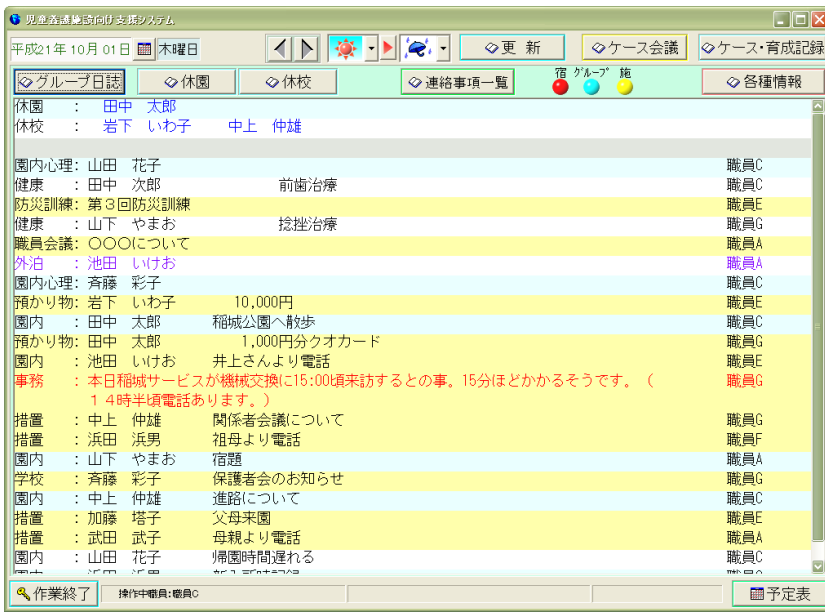 児童養護施設向け支援システム
平成21年10月01日 木曜日 更 新 ケース会議 ケース・育成記録
グループ日誌 休園 休校 連絡事項一覧 宿 グループ 施 各種情報
休園 : 田中 太郎
休校 : 岩下 いわ子 中上 仲雄
園内心理: 山田 花子 職員C
健康 : 田中 次郎 前歯治療 職員C
防災訓練: 第3回防災訓練 職員E
健康 : 山下 やまお 捻挫治療 職員G
職員会議: 〇〇〇について 職員A
外泊 : 池田 いけお 職員A
園内心理: 斉藤 彩子 職員C
預かり物: 岩下 いわ子 10,000円 職員E
園内 : 田中 太郎 稲城公園へ散歩 職員C
預かり物: 田中 太郎 1,000円分クオカード 職員G
園内 : 池田 いけお 井上さんより電話 職員E
事務 : 本日稲城サービスが機械交換に15:00頃来訪するとの事。15分ほどかかるそうです。 ( 職員G
14時半頃電話あります。)
措置 : 中上 仲雄 関係者会議について 職員G
措置 : 浜田 浜男 祖母より電話 職員F
園内 : 山下 やまお 宿題 職員A
学校 : 斉藤 彩子 保護者会のお知らせ 職員G
園内 : 中上 仲雄 進路について 職員C
措置 : 加藤 塔子 父母来園 職員E
措置 : 武田 武子 母親より電話 職員A
園内 : 山田 花子 帰園時間遅れる 職員C
作業終了 操作中職員:職員C 予定表